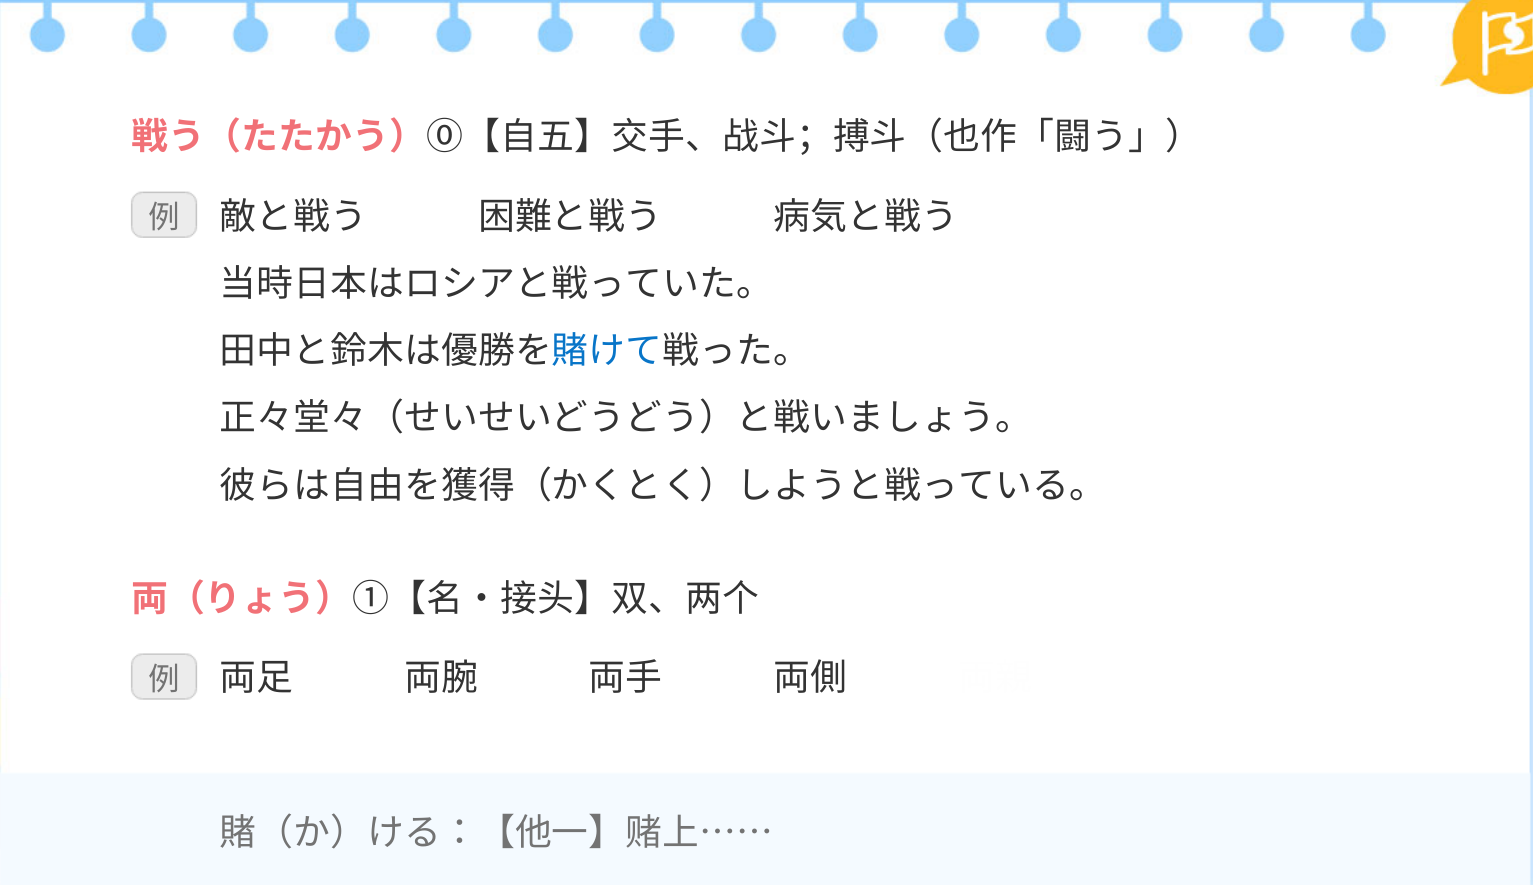 戦う（たたかう）⓪【自五】交手、战斗；搏斗（也作「闘う」）
例 敵と戦う 困難と戦う 病気と戦う
当時日本はロシアと戦っていた。
田中と鈴木は優勝を賭けて戦った。
正々堂々（せいせいどうどう）と戦いましょう。
彼らは自由を獲得（かくとく）しようと戦っている。
両（りょう）①【名・接头】双、两个
例 両足 両腕 両手 両側
賭（か）ける：【他一】赌上……